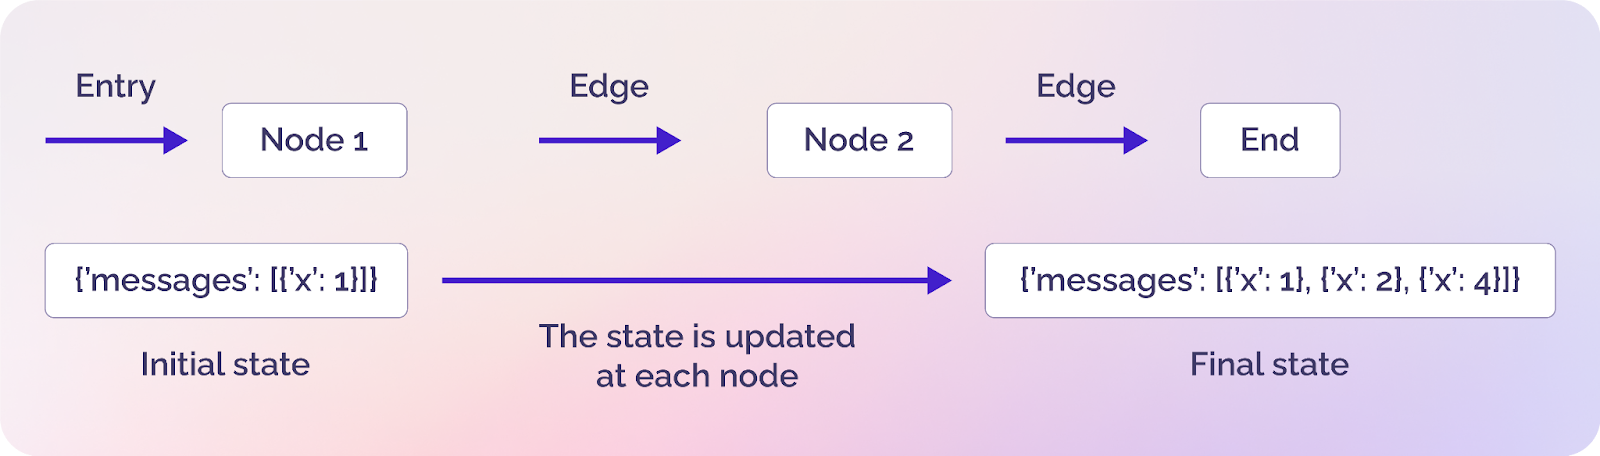 Entry
Edge
Edge
Node 1
Node 2
End
{’messages’: [{’x’: 1}]}
{’messages’: [{’x’: 1}, {’x’: 2}, {’x’: 4}]}
The state is updated
at each node
Initial state
Final state